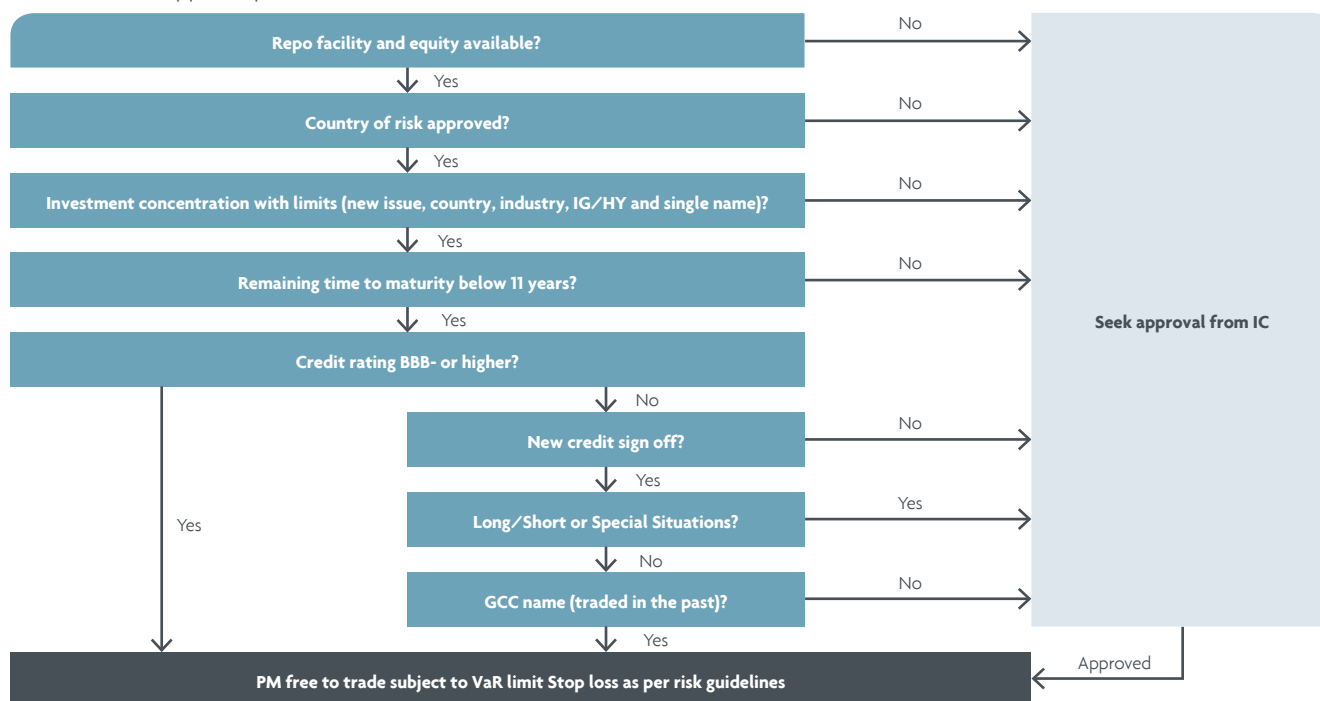 Repo facility and equity available?
No
Yes
Country of risk approved?
No
Yes
Investment concentration with limits (new issue, country, industry, IG/HY and single name)?
No
Yes
Remaining time to maturity below 11 years?
No
Yes
Seek approval from IC
Credit rating BBB- or higher?
No
New credit sign off?
No
Yes
Long/Short or Special Situations?
Yes
Yes
No
GCC name (traded in the past)?
No
Yes
Approved
PM free to trade subject to VaR limit Stop loss as per risk guidelines